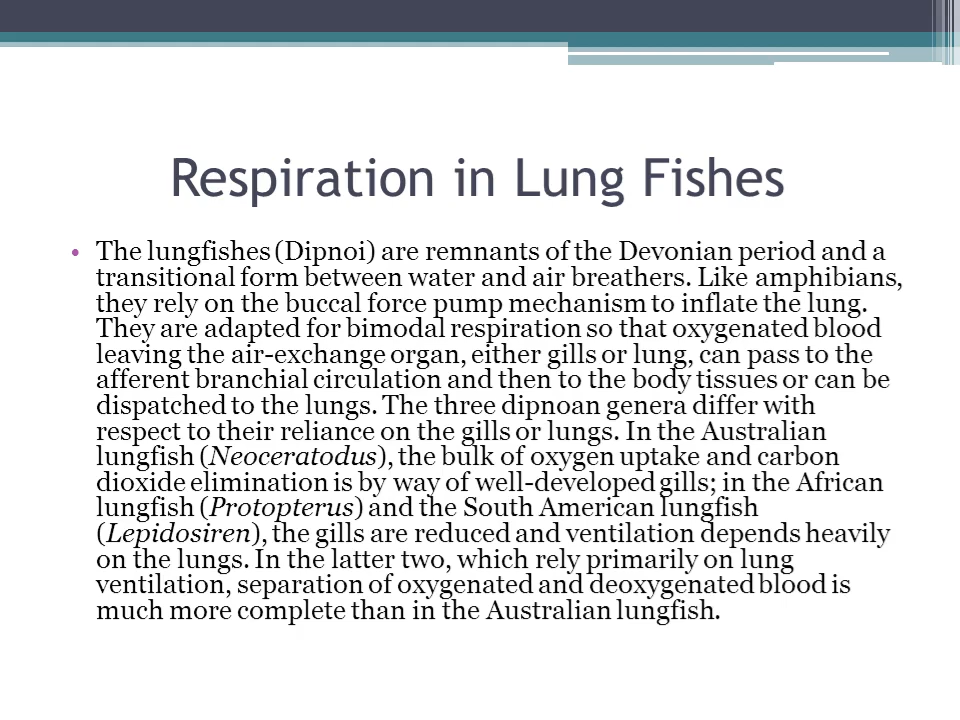 Respiration in Lung Fishes
• The lungfishes (Dipnoi) are remnants of the Devonian period and a
transitional form between water and air breathers. Like amphibians,
they rely on the buccal force pump mechanism to inflate the lung.
They are adapted for bimodal respiration so that oxygenated blood
leaving the air-exchange organ, either gills or lung, can pass to the
afferent branchial circulation and then to the body tissues or can be
dispatched to the lungs. The three dipnoan genera differ with
respect to their reliance on the gills or lungs. In the Australian
lungfish (Neoceratodus), the bulk of oxygen uptake and carbon
dioxide elimination is by way of well-developed gills; in the African
lungfish (Protopterus) and the South American lungfish
(Lepidosiren), the gills are reduced and ventilation depends heavily
on the lungs. In the latter two, which rely primarily on lung
ventilation, separation of oxygenated and deoxygenated blood is
much more complete than in the Australian lungfish.